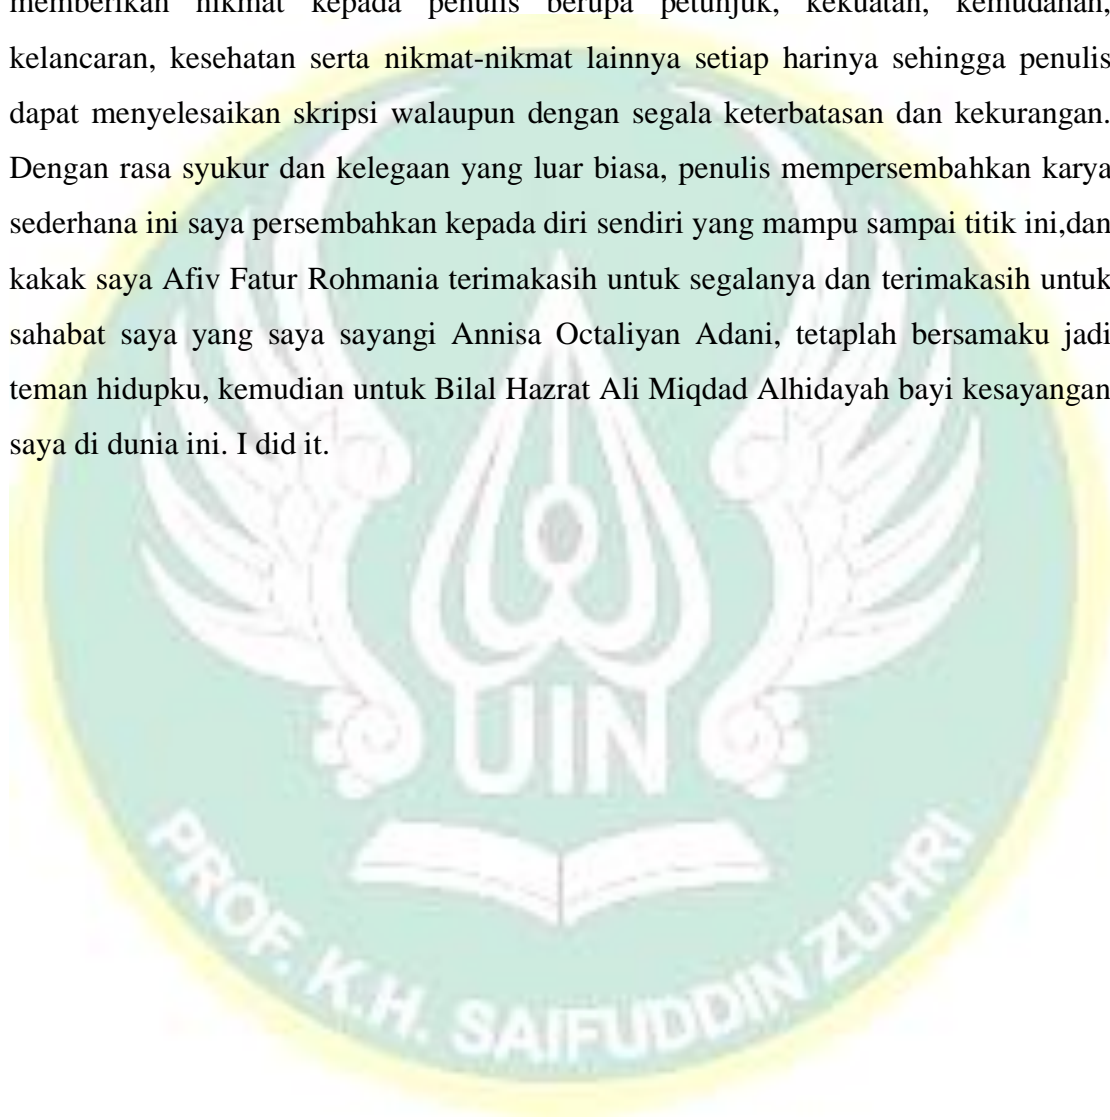 memberikan nikmat kepada penulis berupa petunjuk, kekuatan, kemudahan,
kelancaran, kesehatan serta nikmat-nikmat lainnya setiap harinya sehingga penulis
dapat menyelesaikan skripsi walaupun dengan segala keterbatasan dan kekurangan.
Dengan rasa syukur dan kelegaan yang luar biasa, penulis mempersembahkan karya
sederhana ini saya persembahkan kepada diri sendiri yang mampu sampai titik ini,dan
kakak saya Afiv Fatur Rohmania terimakasih untuk segalanya dan terimakasih untuk
sahabat saya yang saya sayangi Annisa Octaliyan Adani, tetaplah bersamaku jadi
teman hidupku, kemudian untuk Bilal Hazrat Ali Miqdad Alhidayah bayi kesayangan
saya di dunia ini. I did it.
UIN
PROF. K.H. SAIFUDDIN ZUHRI